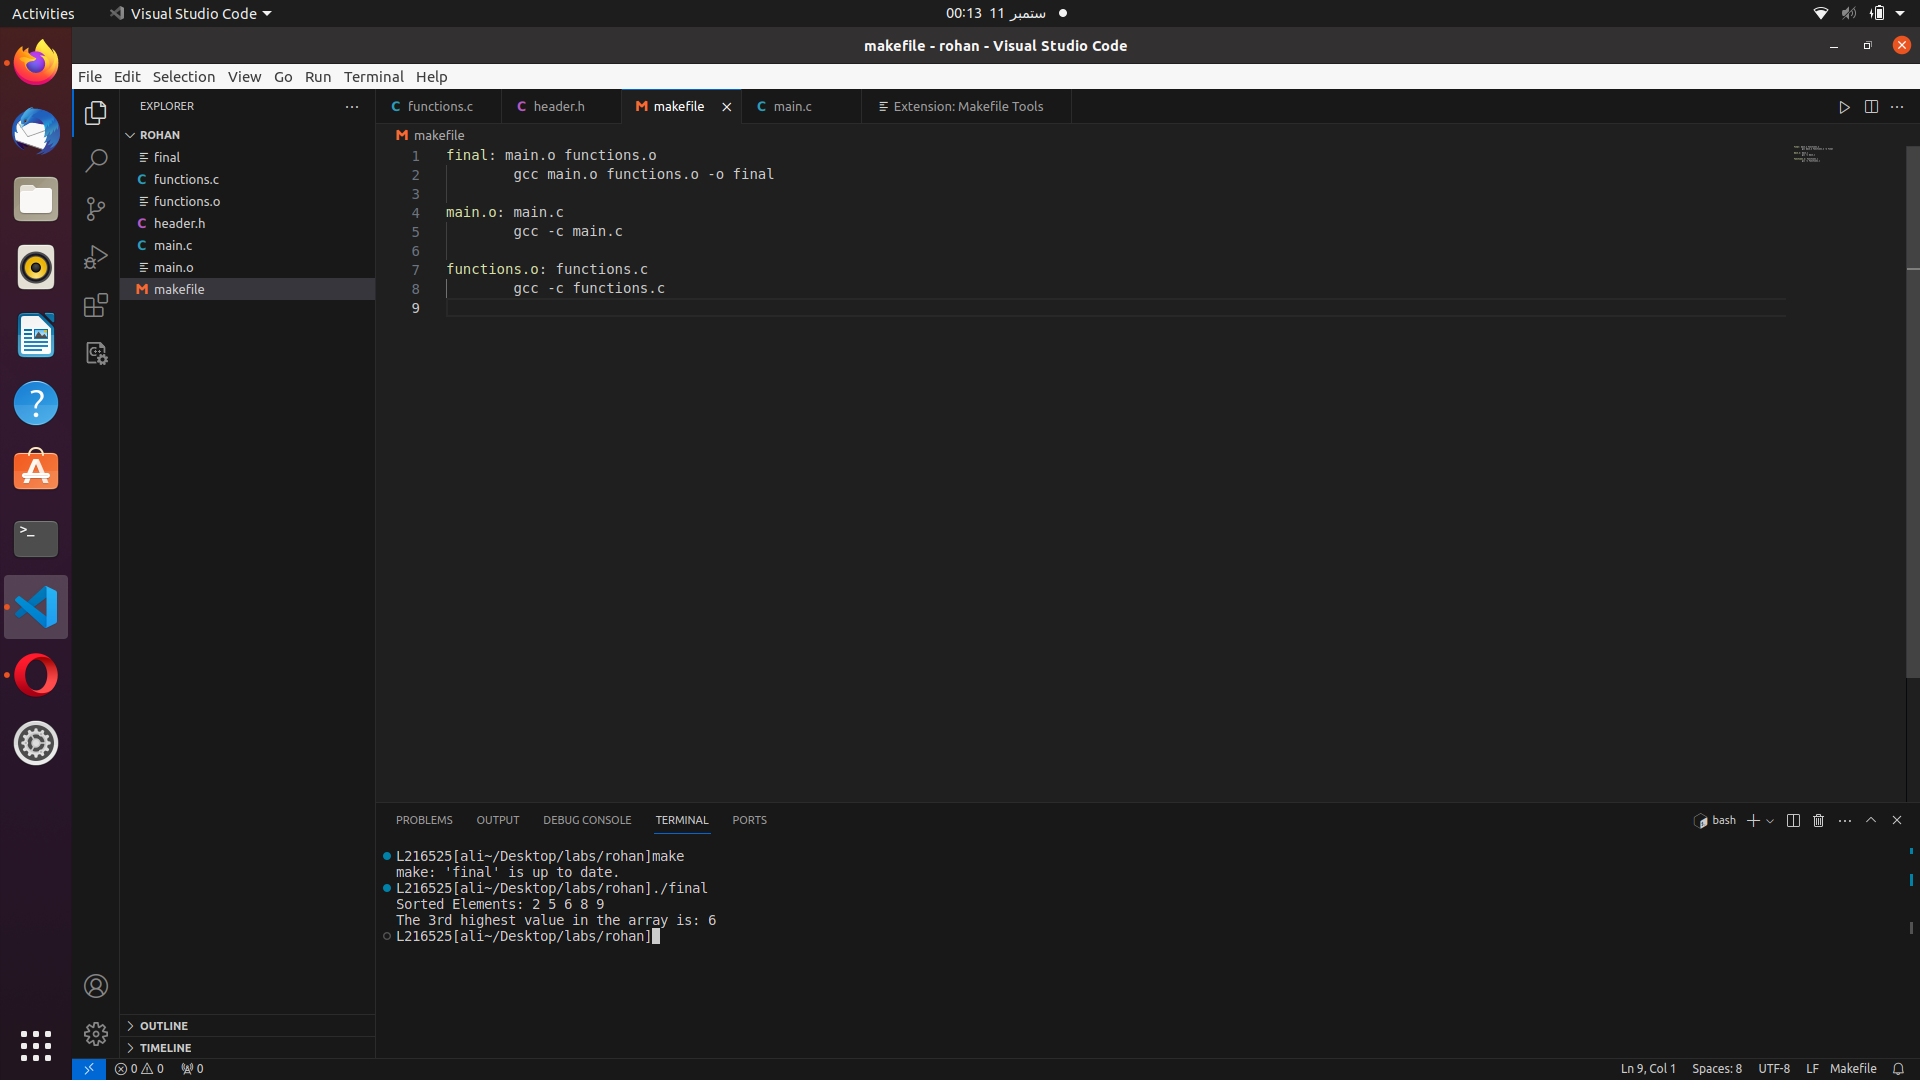 Activities
Visual Studio Code
00:13 11 ستمبر
makefile - rohan - Visual Studio Code
File Edit Selection View Go Run Terminal Help
EXPLORER
ROHAN
final
functions.c
functions.o
header.h
main.c
main.o
makefile
OUTLINE
TIMELINE
functions.c
header.h
makefile
main.c
Extension: Makefile Tools
makefile
1 final: main.o functions.o
2 gcc main.o functions.o -o final
3
4 main.o: main.c
5 gcc -c main.c
6
7 functions.o: functions.c
8 gcc -c functions.c
9
PROBLEMS OUTPUT DEBUG CONSOLE TERMINAL PORTS
bash
L216525[ali~/Desktop/labs/rohan]make
make: 'final' is up to date.
L216525[ali~/Desktop/labs/rohan]./final
Sorted Elements: 2 5 6 8 9
The 3rd highest value in the array is: 6
L216525[ali~/Desktop/labs/rohan]
0 0 0
Ln 9, Col 1 Spaces: 8 UTF-8 LF Makefile